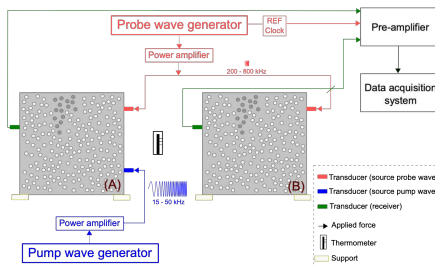 Probe wave generator
REF
Clock
Pre-amplifier
Power amplifier
200 - 800 kHz
Data acquisition
system
(A)
(B)
15 - 50 kHz
Power amplifier
Pump wave generator
Transducer (source probe wave
Transducer (source pump wave
Transducer (receiver)
Applied force
Thermometer
Support